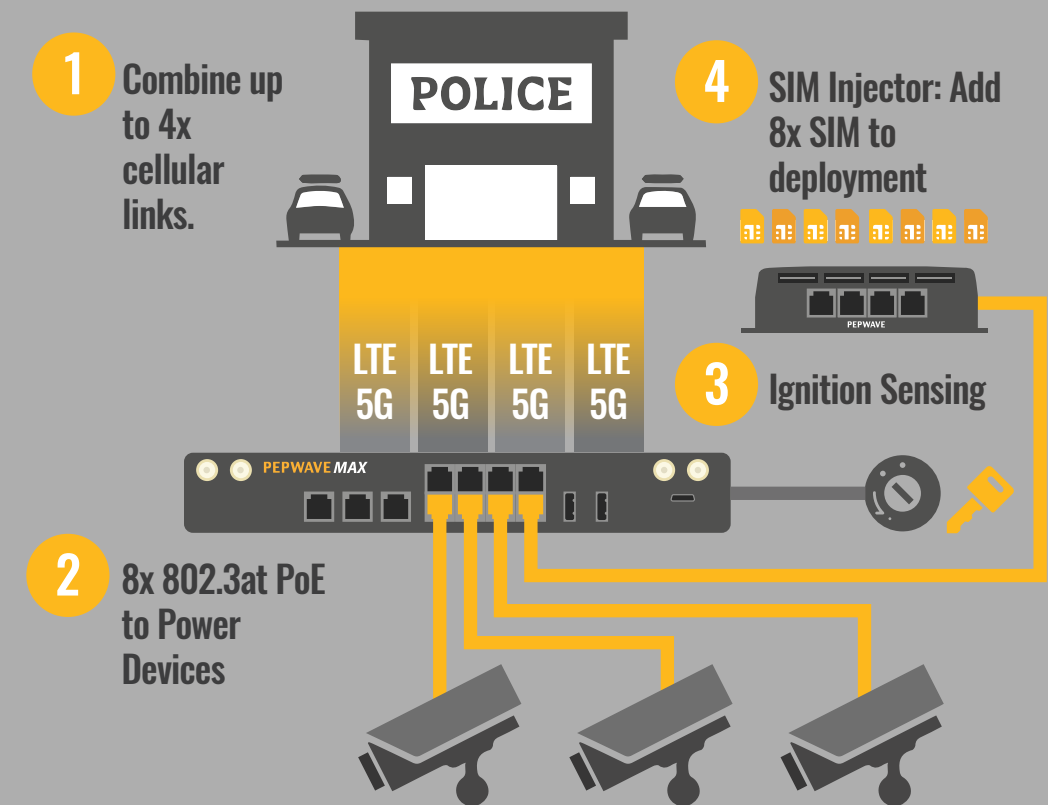 1
Combine up
to 4x
cellular
links.
POLICE
4
SIM Injector: Add
8x SIM to
deployment
PEPWAVE
LTE
5G
LTE
5G
LTE
5G
LTE
5G
3
Ignition Sensing
PEPWAVE MAX
2
8x 802.3at PoE
to Power
Devices